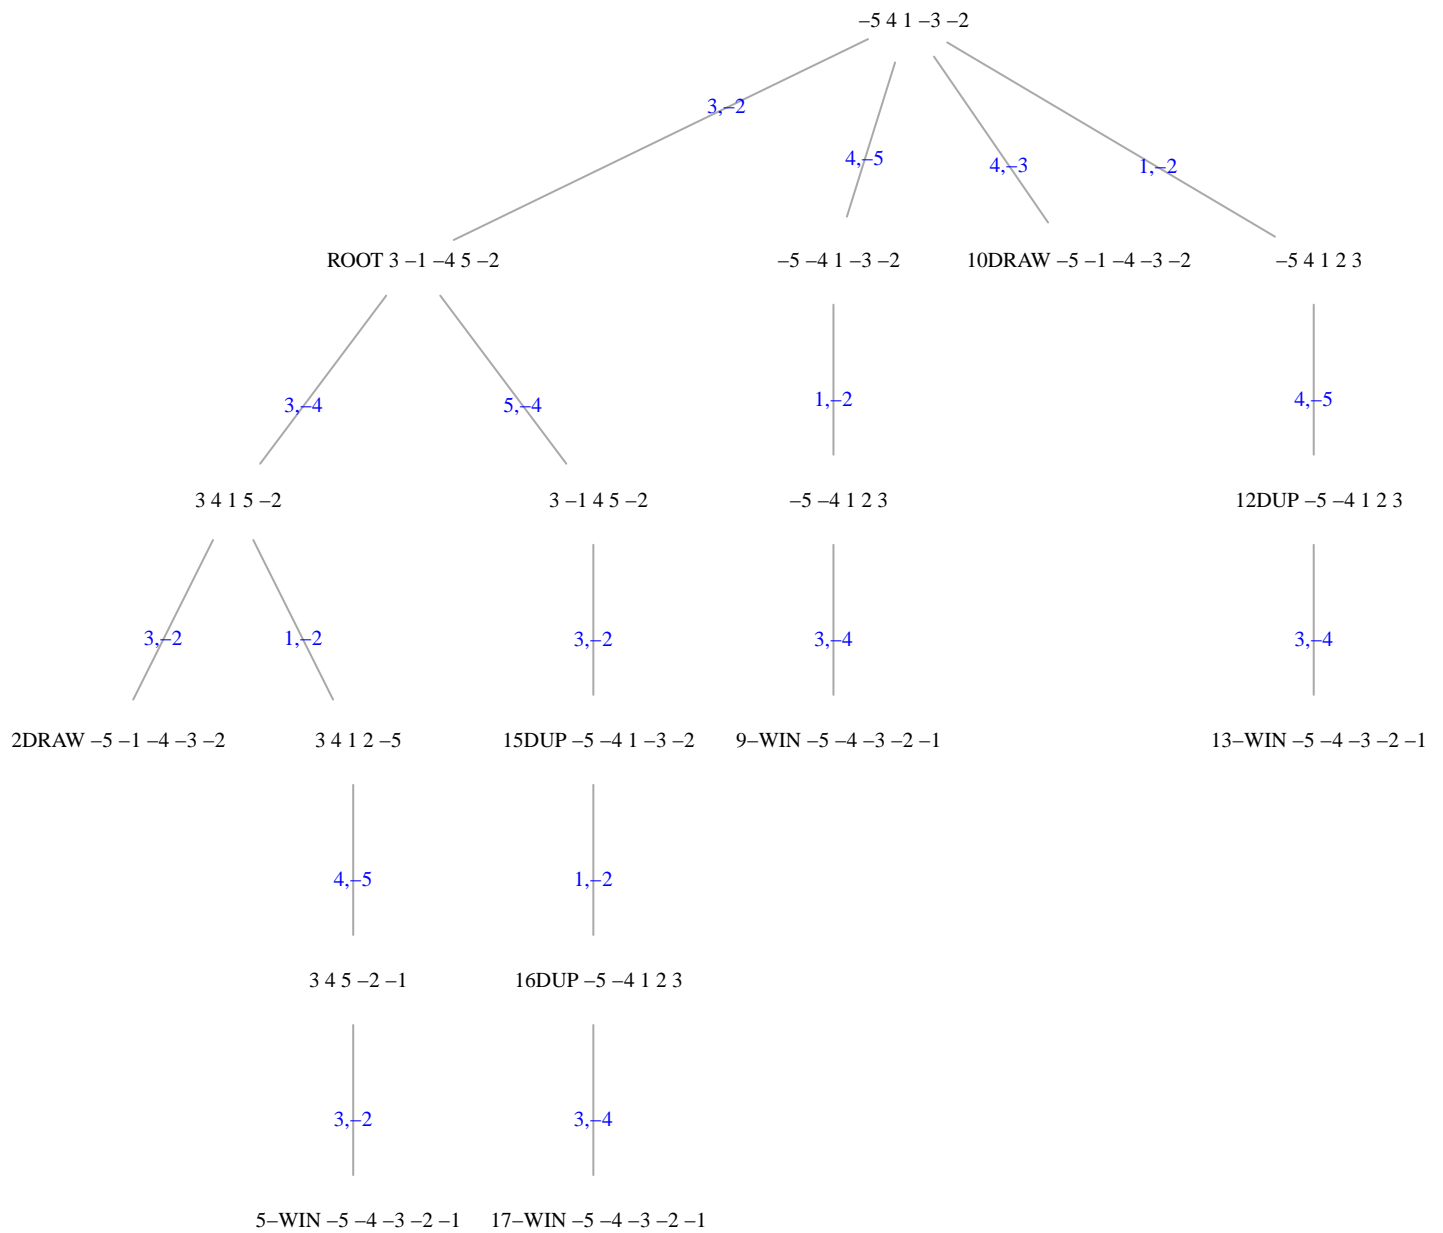 −5 4 1 −3 −2
3,−2
4,−5
4,−3
1,−2
ROOT 3 −1 −4 5 −2
−5 −4 1 −3 −2
10DRAW −5 −1 −4 −3 −2
−5 4 1 2 3
3,−4
5,−4
1,−2
4,−5
3 4 1 5 −2
3 −1 4 5 −2
−5 −4 1 2 3
12DUP −5 −4 1 2 3
3,−2
1,−2
3,−2
3,−4
3,−4
2DRAW −5 −1 −4 −3 −2
3 4 1 2 −5
15DUP −5 −4 1 −3 −2
9−WIN −5 −4 −3 −2 −1
13−WIN −5 −4 −3 −2 −1
4,−5
1,−2
3 4 5 −2 −1
16DUP −5 −4 1 2 3
3,−2
3,−4
5−WIN −5 −4 −3 −2 −1
17−WIN −5 −4 −3 −2 −1